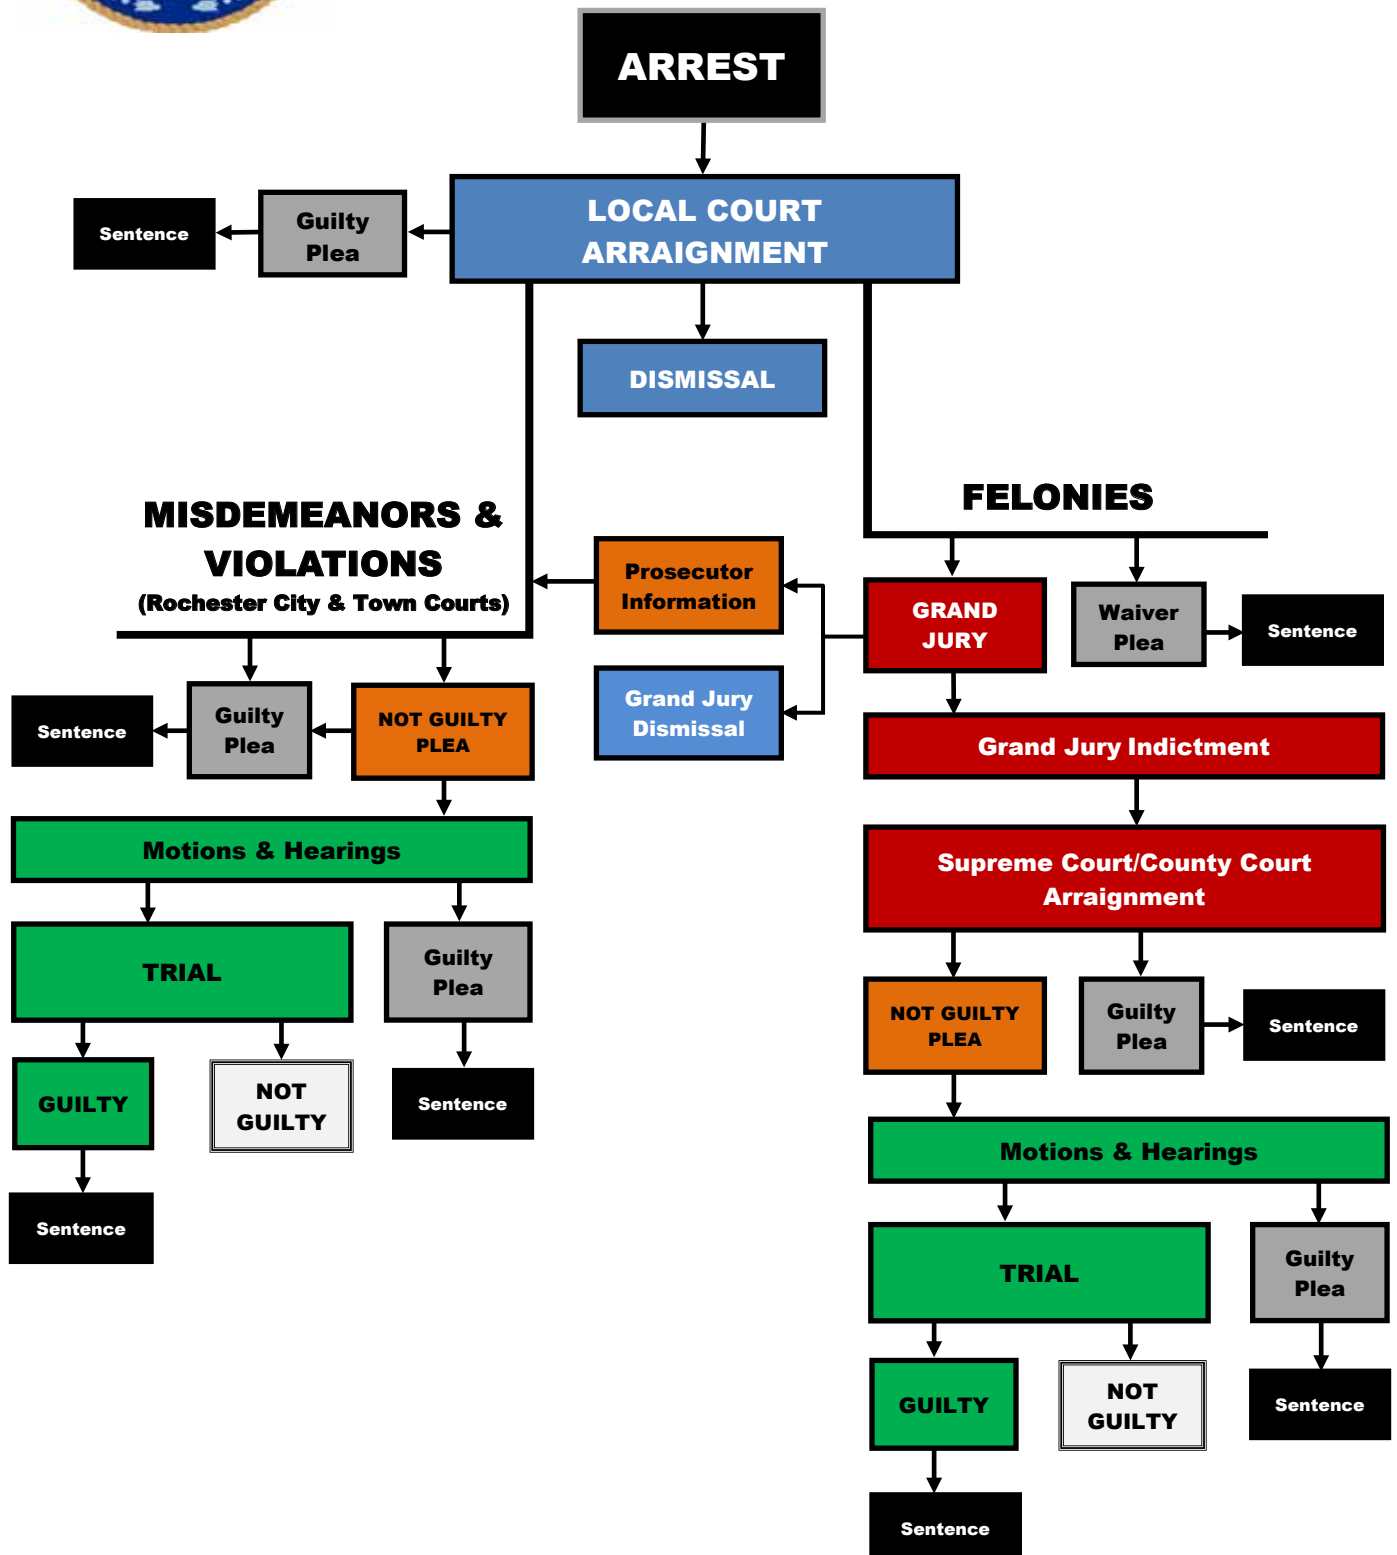 ARREST
LOCAL COURT
ARRAIGNMENT
Guilty
Plea
Sentence
DISMISSAL
MISDEMEANORS &
VIOLATIONS
(Rochester City & Town Courts)
FELONIES
Prosecutor
Information
GRAND
JURY
Waiver
Plea
Sentence
Grand Jury
Dismissal
Sentence
Guilty
Plea
NOT GUILTY
PLEA
Grand Jury Indictment
Motions & Hearings
Supreme Court/County Court
Arraignment
TRIAL
Guilty
Plea
NOT GUILTY
PLEA
Guilty
Plea
Sentence
GUILTY
NOT
GUILTY
Sentence
Motions & Hearings
Sentence
TRIAL
Guilty
Plea
GUILTY
NOT
GUILTY
Sentence
Sentence